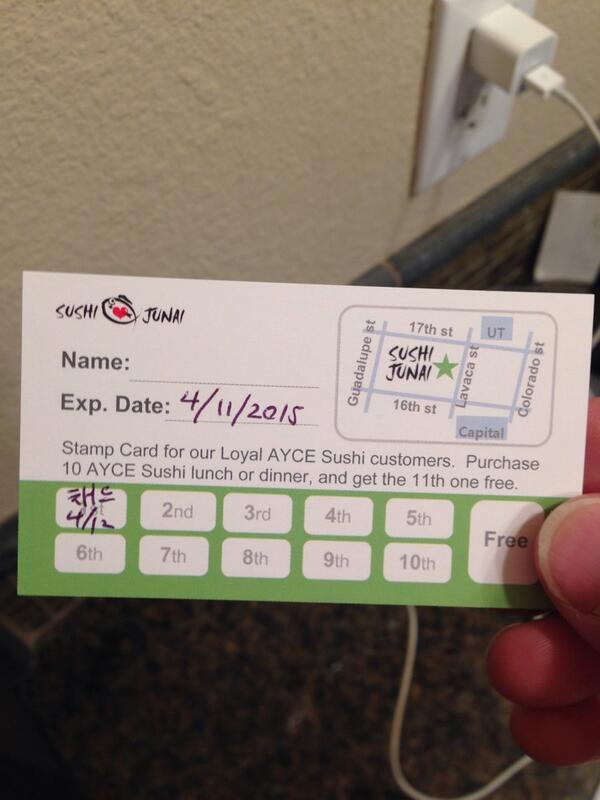 SUSHI JUNAI
Name:
Exp. Date: 4/11/2015
17th st
UT
Guadalupe st
SUSHI
JUNAI
Lavaca st
Colorado st
16th st
Capital
Stamp Card for our Loyal AYCE Sushi customers. Purchase
10 AYCE Sushi lunch or dinner, and get the 11th one free.
채드
4/12
2nd 3rd 4th 5th
Free
6th 7th 8th 9th 10th